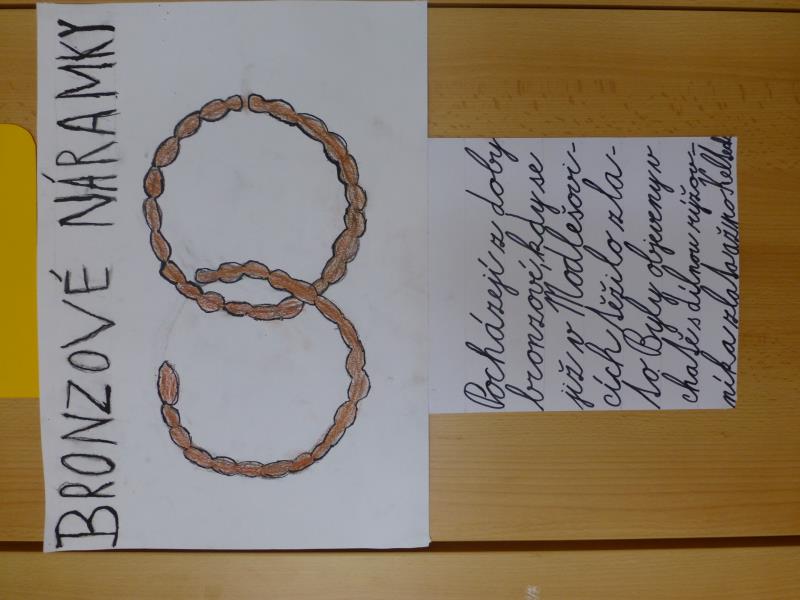 BRONZOVÉ NÁRAMKY
Pocházejí z doby
bronzové, kdy se
již v Modlešovi-
cích těžilo zla-
to. Byly objeveny v
chatě s dílnou rýžov-
níka zlata